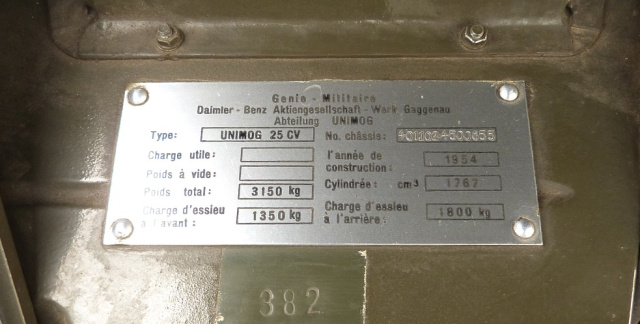 Genie - Militaire
Daimler - Benz Aktiengesellschaft - Werk Gaggenau
Abteilung UNIMOG
Type: UNIMOG 25 CV No. châssis:
Charge utile: l'année de construction: 1954
Poids à vide: Cylindrée: cm³ 1767
Poids total: 3150 kg
Charge d'essieu à l'avant: 1350 kg Charge d'essieu à l'arrière: 1800 kg
382